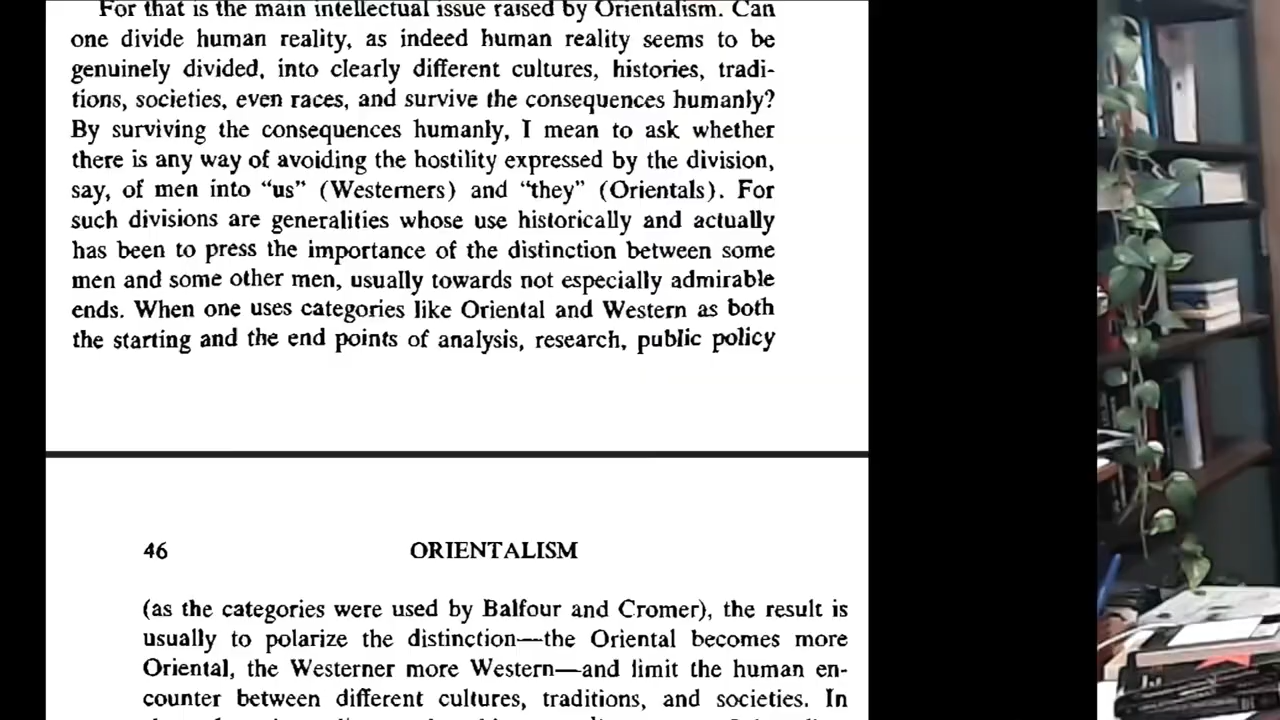 For that is the main intellectual issue raised by Orientalism. Can
one divide human reality, as indeed human reality seems to be
genuinely divided, into clearly different cultures, histories, tradi-
tions, societies, even races, and survive the consequences humanly?
By surviving the consequences humanly, I mean to ask whether
there is any way of avoiding the hostility expressed by the division,
say, of men into "us" (Westerners) and "they" (Orientals). For
such divisions are generalities whose use historically and actually
has been to press the importance of the distinction between some
men and some other men, usually towards not especially admirable
ends. When one uses categories like Oriental and Western as both
the starting and the end points of analysis, research, public policy
46 ORIENTALISM
(as the categories were used by Balfour and Cromer), the result is
usually to polarize the distinction—the Oriental becomes more
Oriental, the Westerner more Western—and limit the human en-
counter between different cultures, traditions, and societies. In